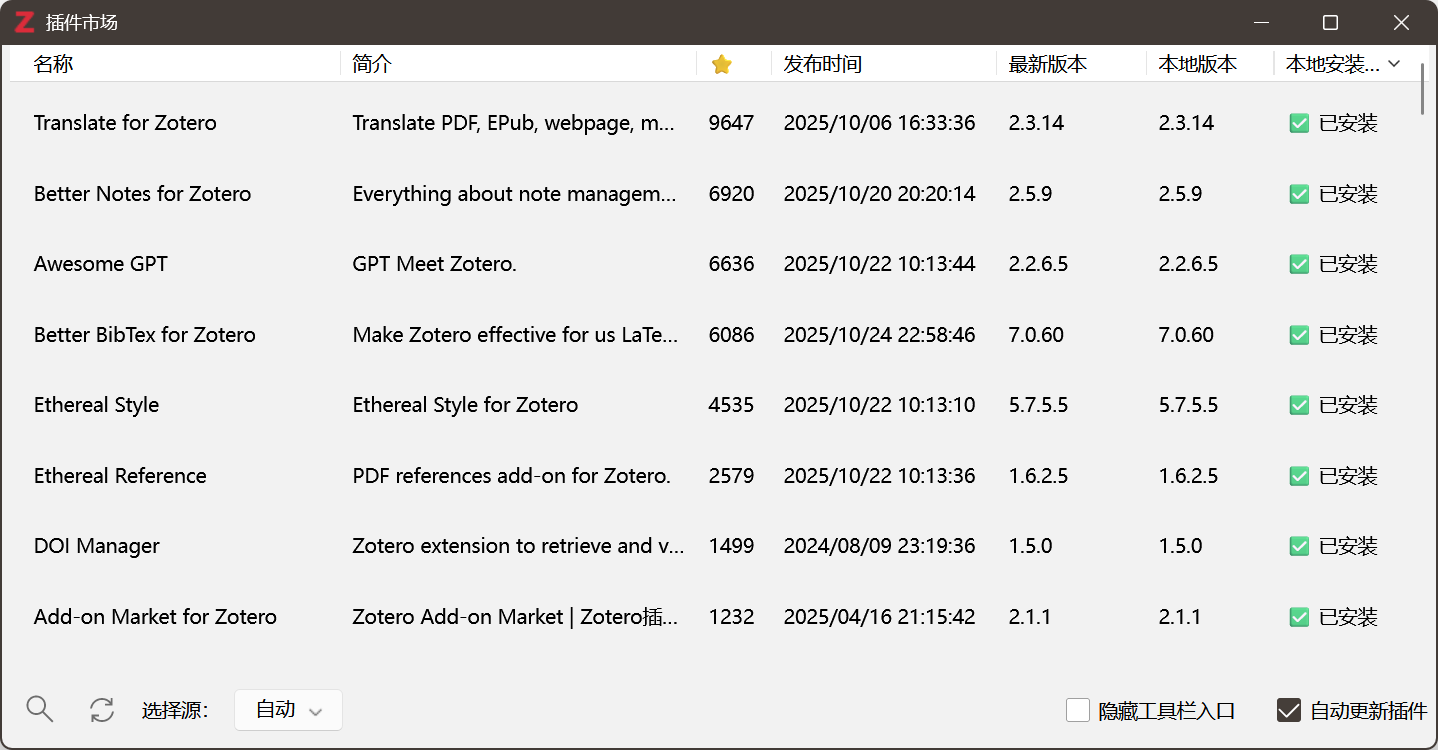 Z 插件市场
名称 简介 发布时间 最新版本 本地版本 本地安装...
Translate for Zotero Translate PDF, EPub, webpage, m... 9647 2025/10/06 16:33:36 2.3.14 2.3.14 已安装
Better Notes for Zotero Everything about note managem... 6920 2025/10/20 20:20:14 2.5.9 2.5.9 已安装
Awesome GPT GPT Meet Zotero. 6636 2025/10/22 10:13:44 2.2.6.5 2.2.6.5 已安装
Better BibTex for Zotero Make Zotero effective for us LaTe... 6086 2025/10/24 22:58:46 7.0.60 7.0.60 已安装
Ethereal Style Ethereal Style for Zotero 4535 2025/10/22 10:13:10 5.7.5.5 5.7.5.5 已安装
Ethereal Reference PDF references add-on for Zotero. 2579 2025/10/22 10:13:36 1.6.2.5 1.6.2.5 已安装
DOI Manager Zotero extension to retrieve and v... 1499 2024/08/09 23:19:36 1.5.0 1.5.0 已安装
Add-on Market for Zotero Zotero Add-on Market | Zotero插... 1232 2025/04/16 21:15:42 2.1.1 2.1.1 已安装
选择源: 自动 隐藏工具栏入口 自动更新插件